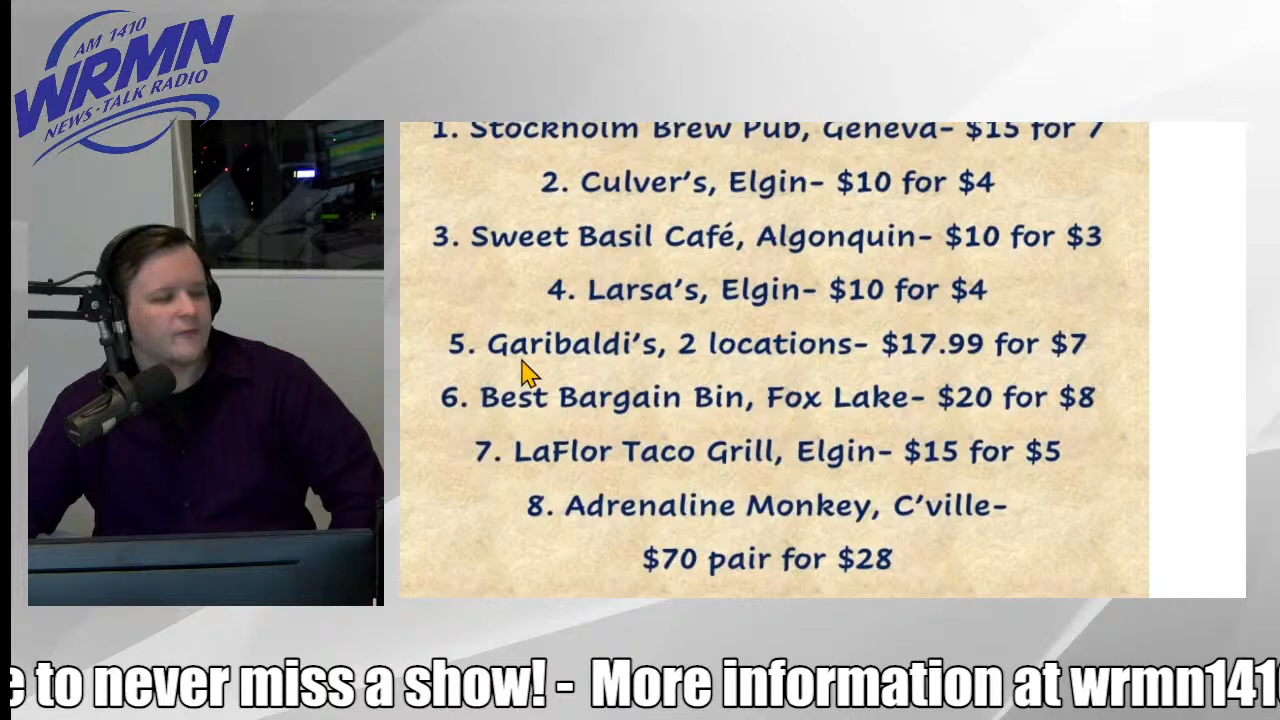 AM 1410
WRMN
NEWS·TALK RADIO
1. Stockholm Brew Pub, Geneva- $15 for 7
2. Culver's, Elgin- $10 for $4
3. Sweet Basil Café, Algonquin- $10 for $3
4. Larsa's, Elgin- $10 for $4
5. Garibaldi's, 2 locations- $17.99 for $7
6. Best Bargain Bin, Fox Lake- $20 for $8
7. LaFlor Taco Grill, Elgin- $15 for $5
8. Adrenaline Monkey, C'ville-
$70 pair for $28
e to never miss a show! - More information at wrmn141